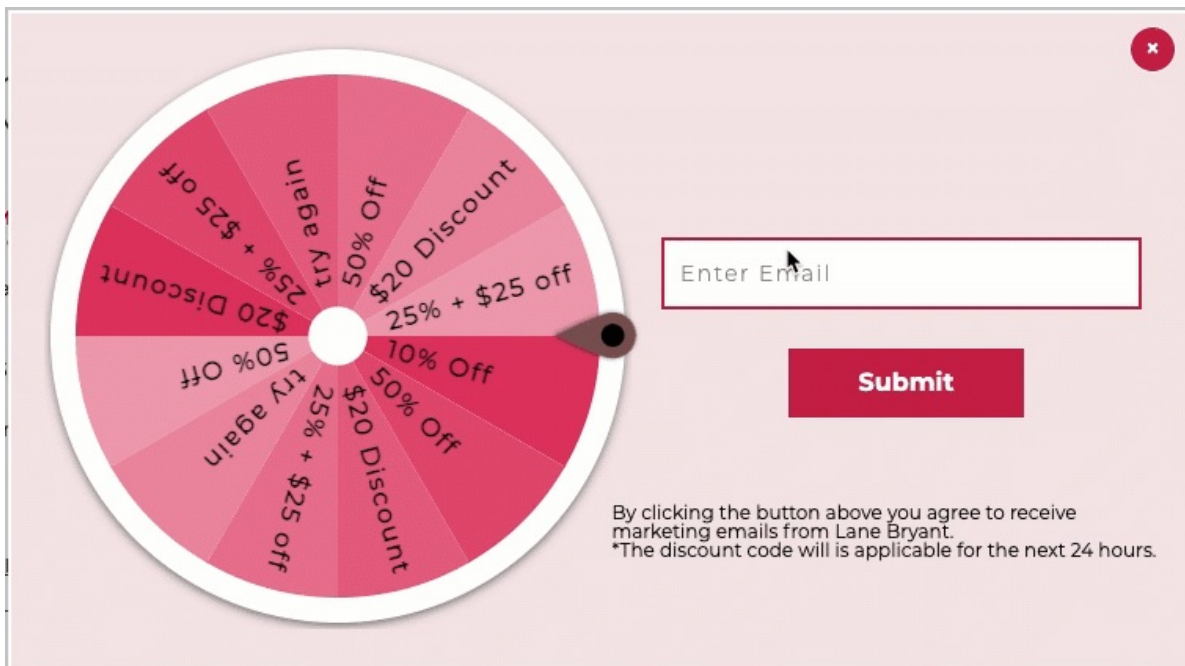 50% Off
$20 Discount
25% + $25 off
10% Off
50% Off
$20 Discount
25% + $25 off
try again
50% Off
$20 Discount
25% + $25 off
try again
Enter Email
Submit
By clicking the button above you agree to receive
marketing emails from Lane Bryant.
*The discount code will is applicable for the next 24 hours.